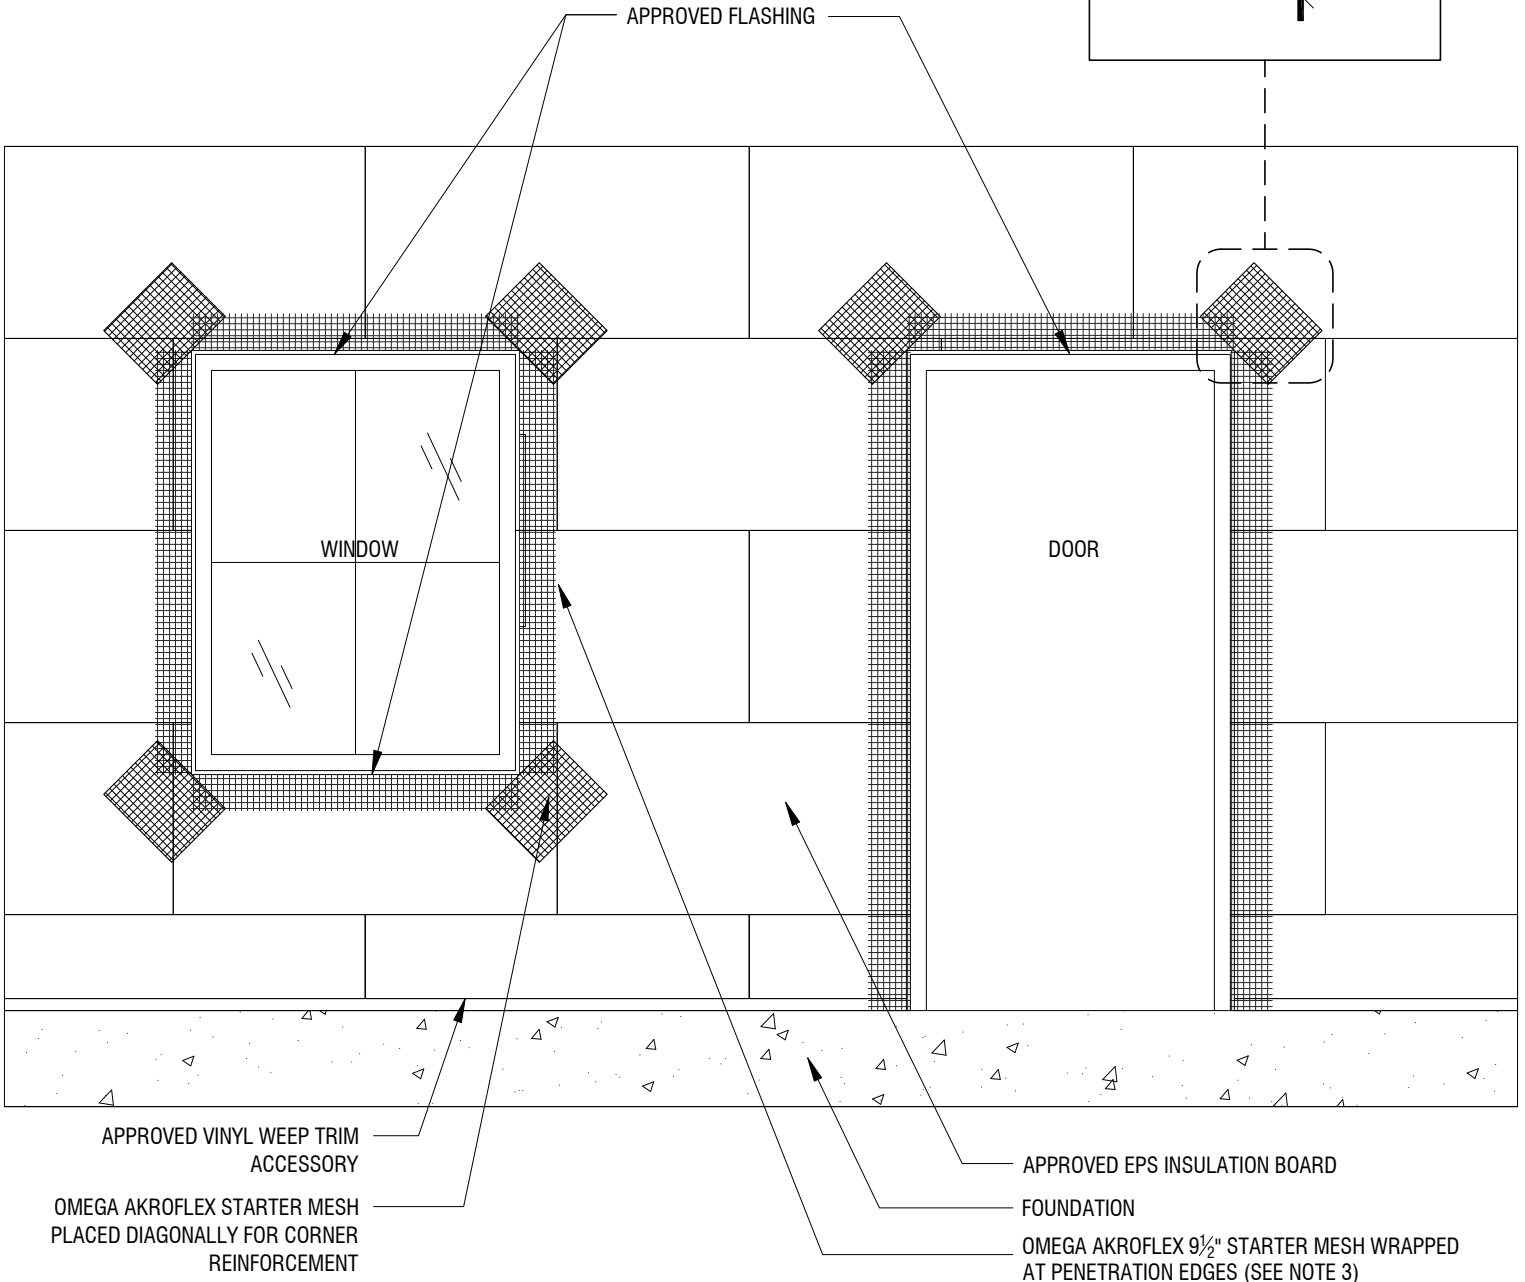 APPROVED FLASHING
WINDOW
DOOR
APPROVED VINYL WEEP TRIM
ACCESSORY
OMEGA AKROFLEX STARTER MESH
PLACED DIAGONALLY FOR CORNER
REINFORCEMENT
APPROVED EPS INSULATION BOARD
FOUNDATION
OMEGA AKROFLEX 9½" STARTER MESH WRAPPED
AT PENETRATION EDGES (SEE NOTE 3)